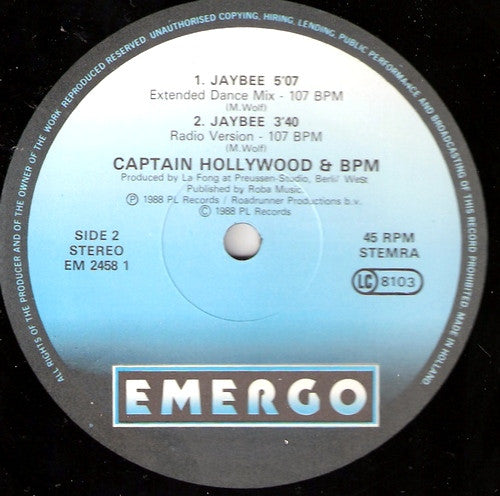 ALL RIGHTS OF THE PRODUCER AND OF THE OWNER OF THE WORK REPRODUCED RESERVED. UNAUTHORISED COPYING, HIRING, LENDING, PUBLIC PERFORMANCE AND BROADCASTING OF THIS RECORD PROHIBITED. MADE IN HOLLAND.
1. JAYBEE 5'07
Extended Dance Mix - 107 BPM
(M.Wolf)
2. JAYBEE 3'40
Radio Version - 107 BPM
(M.Wolf)
CAPTAIN HOLLYWOOD & BPM
Produced by La Fong at Preussen-Studio, Berli/ West
Published by Roba Music.
Ⓟ 1988 PL Records / Roadrunner Productions b.v.
© 1988 PL Records
SIDE 2
STEREO
EM 2458 1
45 RPM
STEMRA
LC 8103
EMERGO